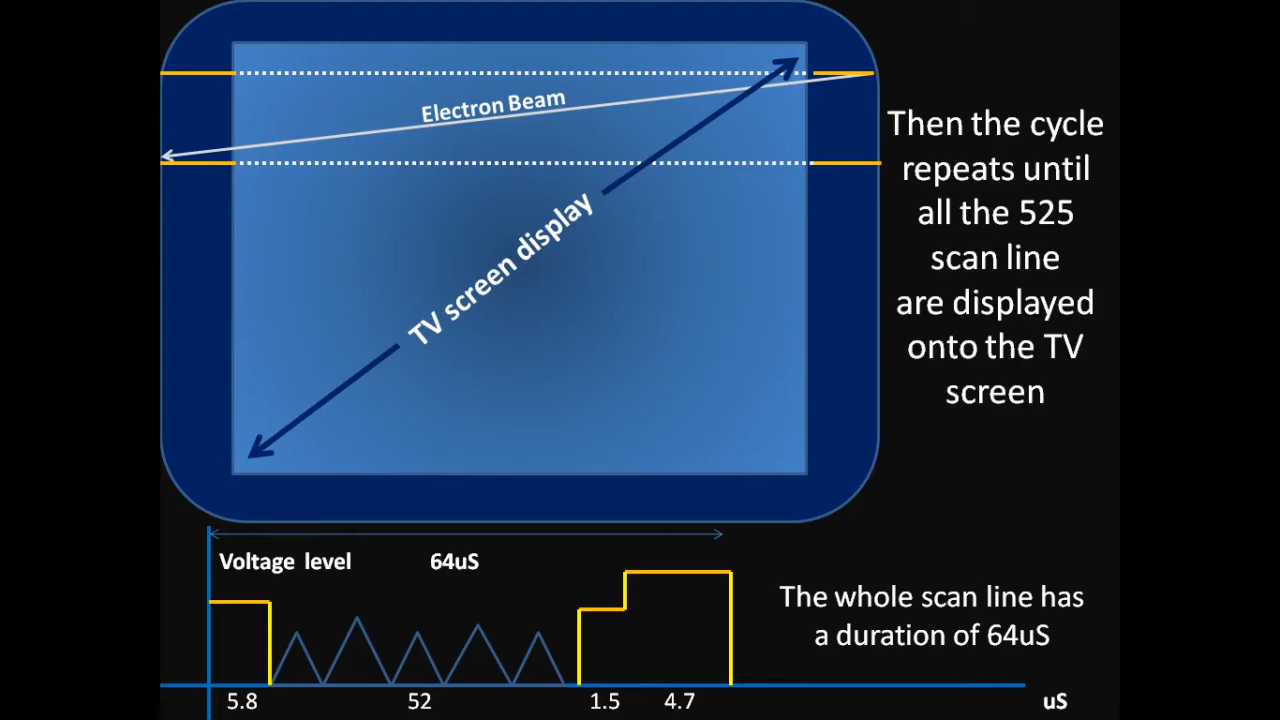 Electron Beam
TV screen display
Then the cycle
repeats until
all the 525
scan line
are displayed
onto the TV
screen
Voltage level 64uS
The whole scan line has
a duration of 64uS
5.8 52 1.5 4.7 uS